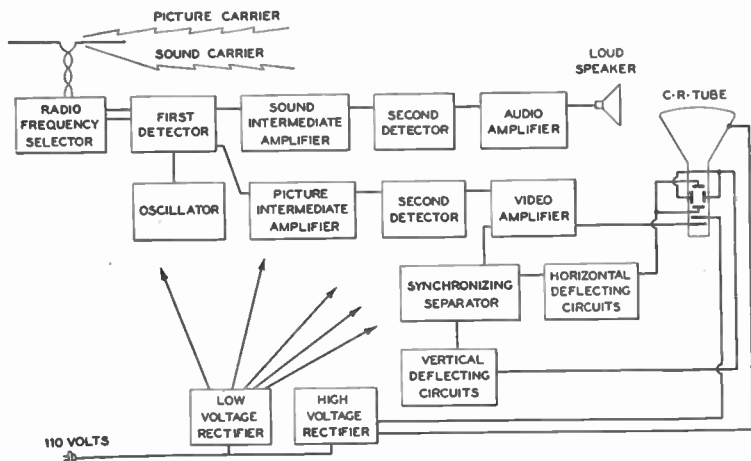 PICTURE CARRIER
SOUND CARRIER
LOUD
SPEAKER
C·R·TUBE
RADIO
FREQUENCY
SELECTOR
FIRST
DETECTOR
SOUND
INTERMEDIATE
AMPLIFIER
SECOND
DETECTOR
AUDIO
AMPLIFIER
OSCILLATOR
PICTURE
INTERMEDIATE
AMPLIFIER
SECOND
DETECTOR
VIDEO
AMPLIFIER
SYNCHRONIZING
SEPARATOR
HORIZONTAL
DEFLECTING
CIRCUITS
VERTICAL
DEFLECTING
CIRCUITS
LOW
VOLTAGE
RECTIFIER
HIGH
VOLTAGE
RECTIFIER
110 VOLTS